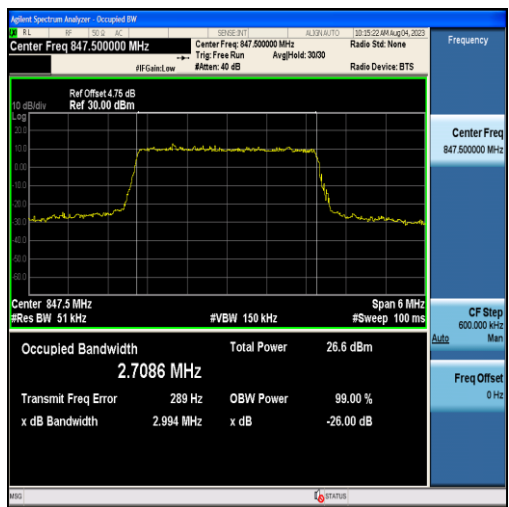 Agilent Spectrum Analyzer - Occupied BW
RL RF 50 Ω AC SENSE:INT ALIGN AUTO 10:15:22 AM Aug 04, 2023
Center Freq 847.500000 MHz
Center Freq: 847.500000 MHz
Radio Std: None
Trig: Free Run Avg|Hold: 30/30
#IFGain:Low
#Atten: 40 dB
Radio Device: BTS
Ref Offset 4.75 dB
10 dB/div Ref 30.00 dBm
Log
20.0
10.0
0.00
-10.0
-20.0
-30.0
-40.0
-50.0
-60.0
Center 847.5 MHz
Span 6 MHz
#Res BW 51 kHz
#VBW 150 kHz
#Sweep 100 ms
Occupied Bandwidth
Total Power 26.6 dBm
2.7086 MHz
Transmit Freq Error 289 Hz
OBW Power 99.00 %
x dB Bandwidth 2.994 MHz
x dB -26.00 dB
MSG
STATUS
Frequency
Center Freq
847.500000 MHz
CF Step
600.000 kHz
Auto Man
Freq Offset
0 Hz